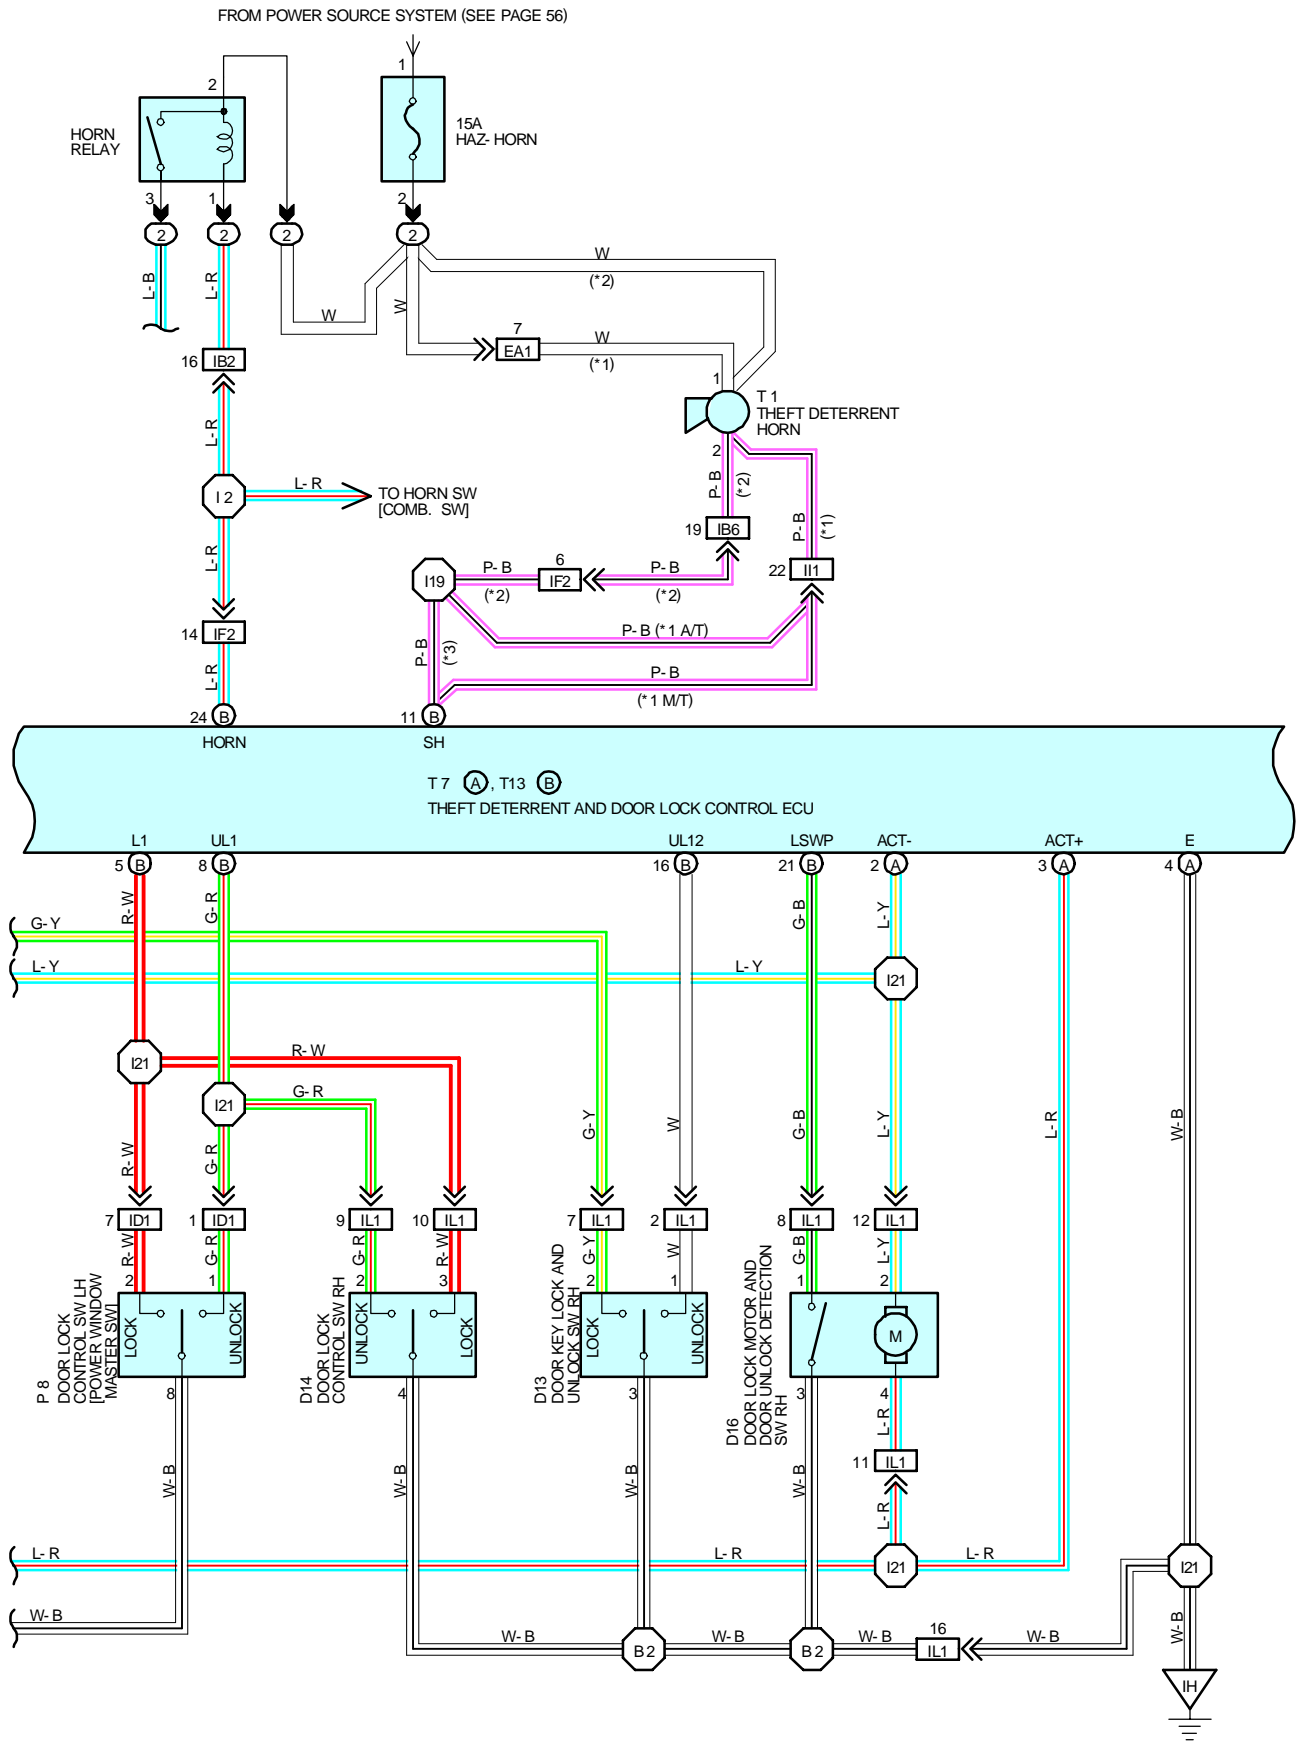 FROM POWER SOURCE SYSTEM (SEE PAGE 56)
1
2
HORN
RELAY
15A
HAZ- HORN
3
1
2
2
2
2
2
L- B
L- R
W
W
W
(*2)
7
EA1
W
(*1)
16
IB2
1
T 1
THEFT DETERRENT
HORN
2
L- R
I 2
L- R
TO HORN SW
[COMB. SW]
P- B
(*2)
P- B
(*1)
19
IB6
22
II1
L- R
I19
P- B
(*2)
6
IF2
P- B
(*2)
14
IF2
P- B
(*3)
P- B (*1 A/T)
L- R
P- B
(*1 M/T)
24
B
11
B
HORN
SH
T 7
A
, T13
B
THEFT DETERRENT AND DOOR LOCK CONTROL ECU
L1
UL1
UL12
LSWP
ACT-
ACT+
E
5
B
8
B
16
B
21
B
2
A
3
A
4
A
R- W
G- R
G- B
L- Y
G- Y
L- Y
L- Y
I21
I21
R- W
I21
G- R
R- W
G- R
G- Y
W
G- B
L- Y
L- R
W- B
7
ID1
1
ID1
9
IL1
10
IL1
7
IL1
2
IL1
8
IL1
12
IL1
R- W
G- R
G- R
R- W
G- Y
W
G- B
L- Y
2
1
2
3
2
1
1
2
P 8
DOOR LOCK
CONTROL SW LH
[POWER WINDOW
MASTER SW]
LOCK
UNLOCK
D14
DOOR LOCK
CONTROL SW RH
UNLOCK
LOCK
D13
DOOR KEY LOCK AND
UNLOCK SW RH
LOCK
UNLOCK
D16
DOOR LOCK MOTOR AND
DOOR UNLOCK DETECTION
SW RH
M
8
4
3
3
4
L- R
11
IL1
W- B
W- B
W- B
W- B
L- R
L- R
L- R
I21
L- R
I21
W- B
W- B
B 2
W- B
B 2
W- B
16
IL1
W- B
W- B
IH